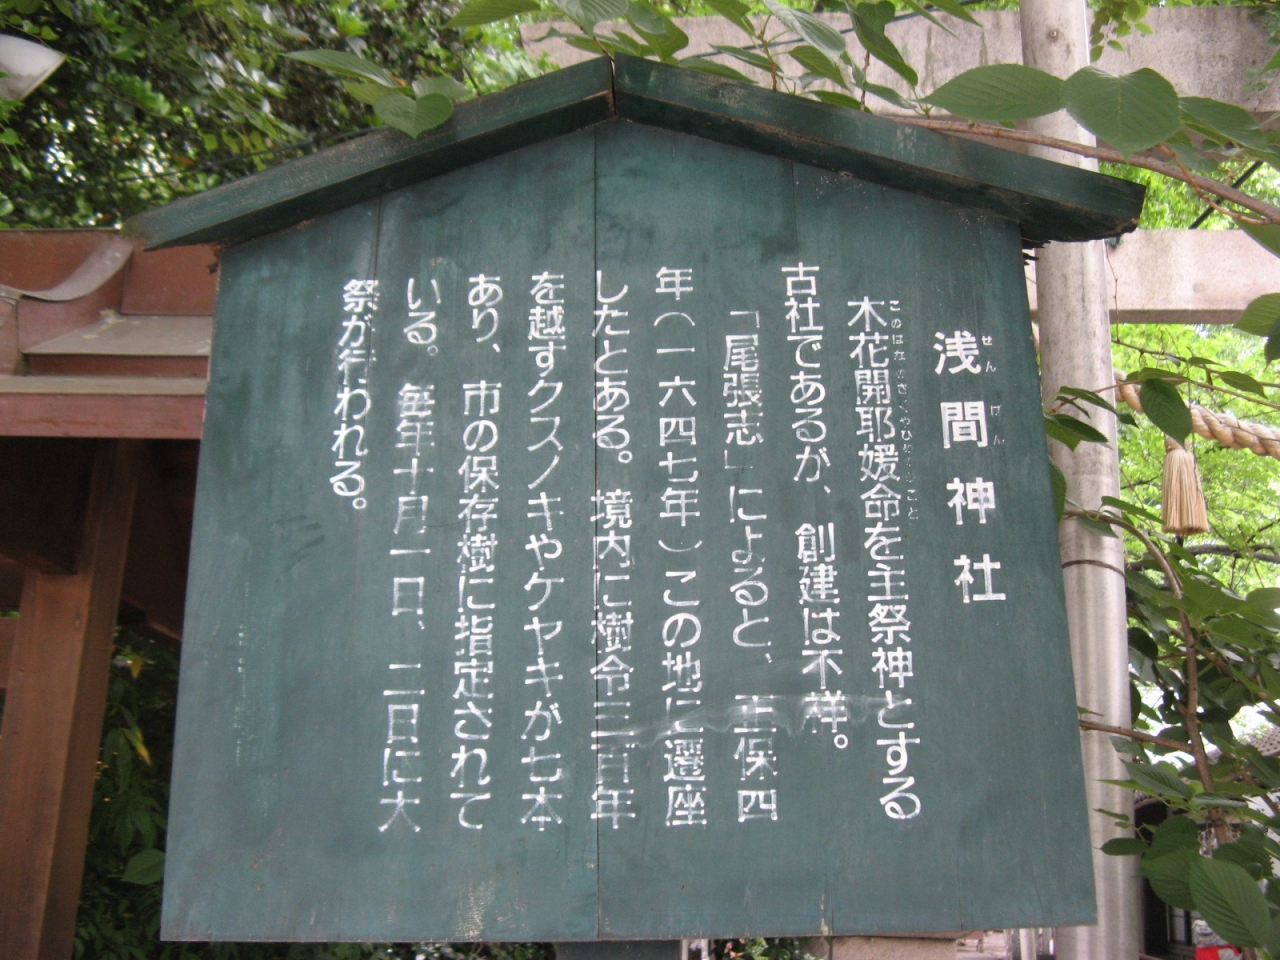 浅間神社
せんげん
木花開耶媛命を主祭神とする
古社であるが、創建は不祥。
「尾張志」によると、正保四
年(一六四七年)この地に遷座
したとある。境内に樹令三百年
を越すクスノキやケヤキが七本
あり、市の保存樹に指定されて
いる。毎年十月一日、二日に大
祭が行われる。